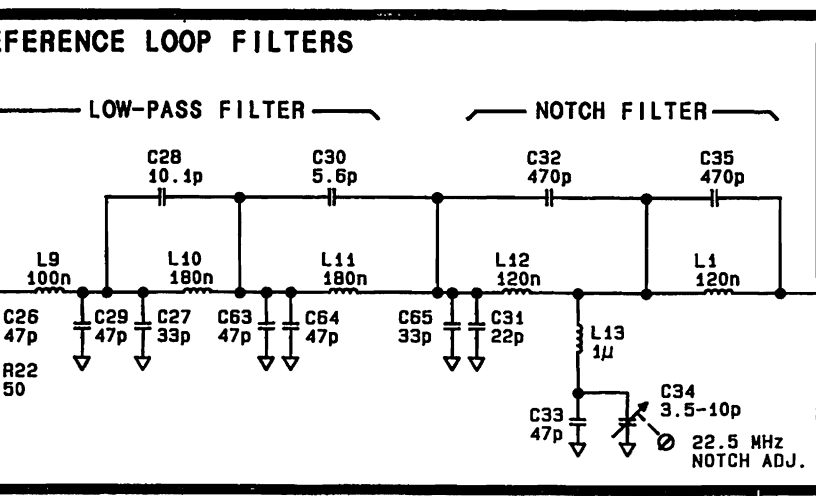 EFERENCE LOOP FILTERS
LOW-PASS FILTER
NOTCH FILTER
C28
10.1p
C30
5.6p
C32
470p
C35
470p
L9
100n
L10
180n
L11
180n
L12
120n
L1
120n
C26
47p
C29
47p
C27
33p
C63
47p
C64
47p
C65
33p
C31
22p
L13
1µ
R22
50
C33
47p
C34
3.5-10p
22.5 MHz
NOTCH ADJ.